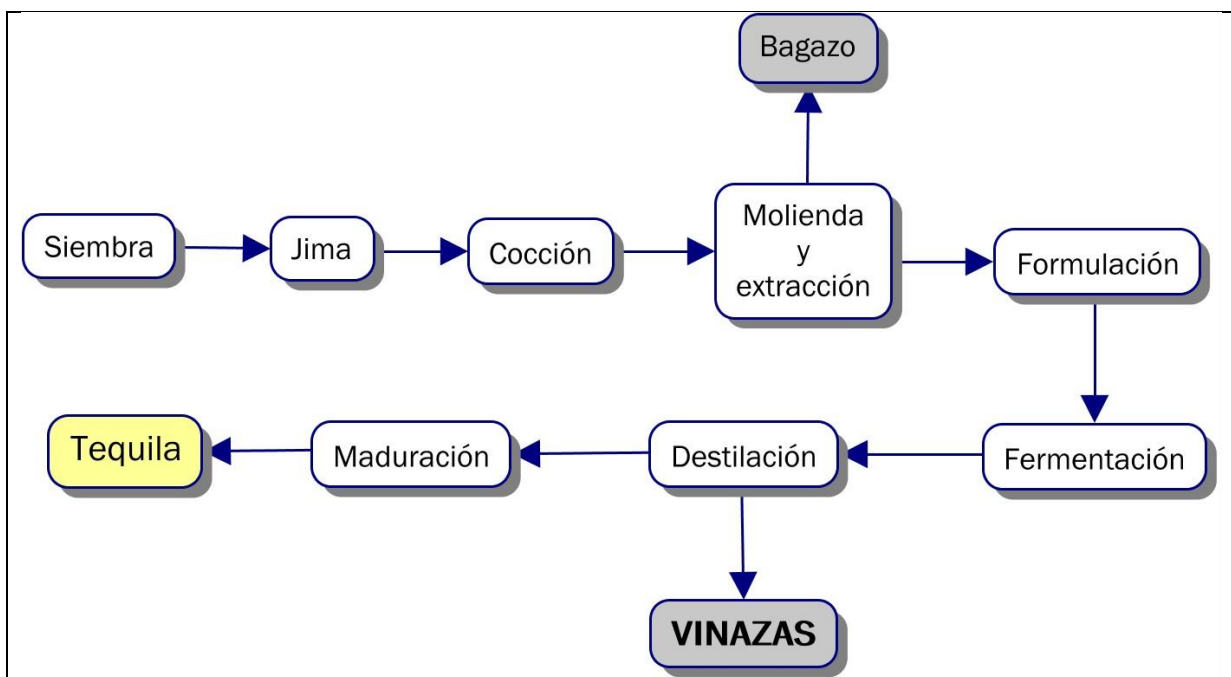 Bagazo
Siembra
Jima
Cocción
Molienda
y
extracción
Formulación
Tequila
Maduración
Destilación
Fermentación
VINAZAS